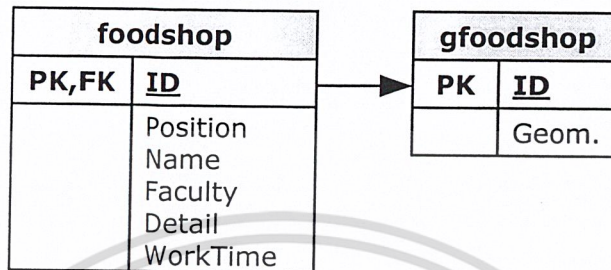 foodshop
PK,FK ID
Position
Name
Faculty
Detail
WorkTime
gfoodshop
PK ID
Geom.